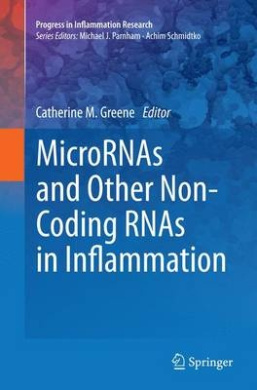 Progress in Inflammation Research
Series Editors: Michael J. Parnham · Achim Schmidtko
Catherine M. Greene Editor
MicroRNAs
and Other Non-
Coding RNAs
in Inflammation
Springer